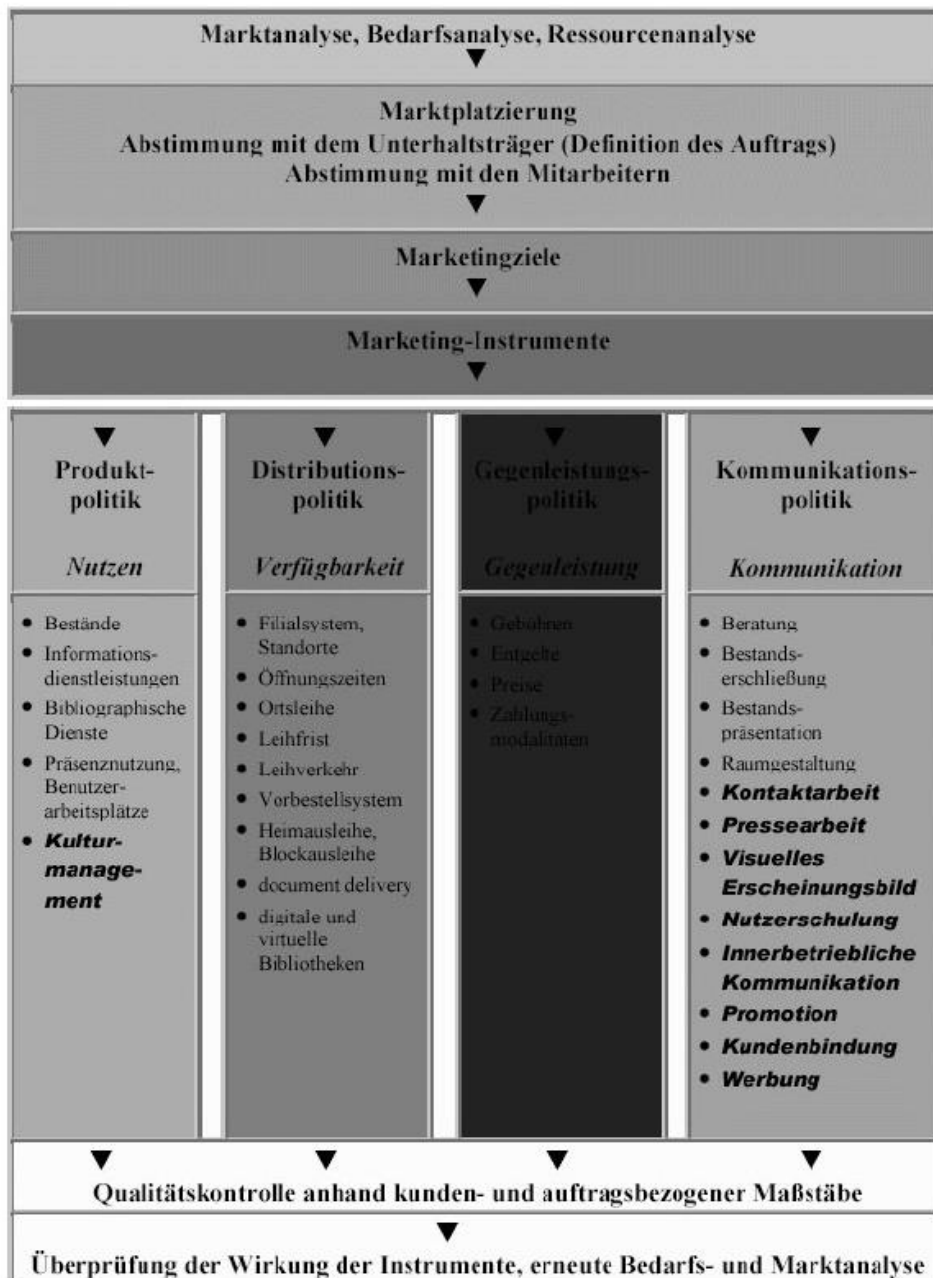 Marktanalyse, Bedarfsanalyse, Ressourcenanalyse
Marktplatzierung
Abstimmung mit dem Unterhaltsträger (Definition des Auftrags)
Abstimmung mit den Mitarbeitern
Marketingziele
Marketing-Instrumente
Produkt-
politik
Nutzen
• Bestände
• Informations-
dienstleistungen
• Bibliographische
Dienste
• Präsenznutzung,
Benutzer-
arbeitsplätze
• Kultur-
manage-
ment
Distributions-
politik
Verfügbarkeit
• Filialsystem,
Standorte
• Öffnungszeiten
• Ortsleihe
• Leihfrist
• Leihverkehr
• Vorbestellsystem
• Heimausleihe,
Blockausleihe
• document delivery
• digitale und
virtuelle
Bibliotheken
Gegenleistungs-
politik
Gegenleistung
• Gebühren
• Entgelte
• Preise
• Zahlungs-
modalitäten
Kommunikations-
politik
Kommunikation
• Beratung
• Bestands-
erschließung
• Bestands-
präsentation
• Raumgestaltung
• Kontaktarbeit
• Pressearbeit
• Visuelles
Erscheinungsbild
• Nutzerschulung
• Innerbetriebliche
Kommunikation
• Promotion
• Kundenbindung
• Werbung
Qualitätskontrolle anhand kunden- und auftragsbezogener Maßstäbe
Überprüfung der Wirkung der Instrumente, erneute Bedarfs- und Marktanalyse